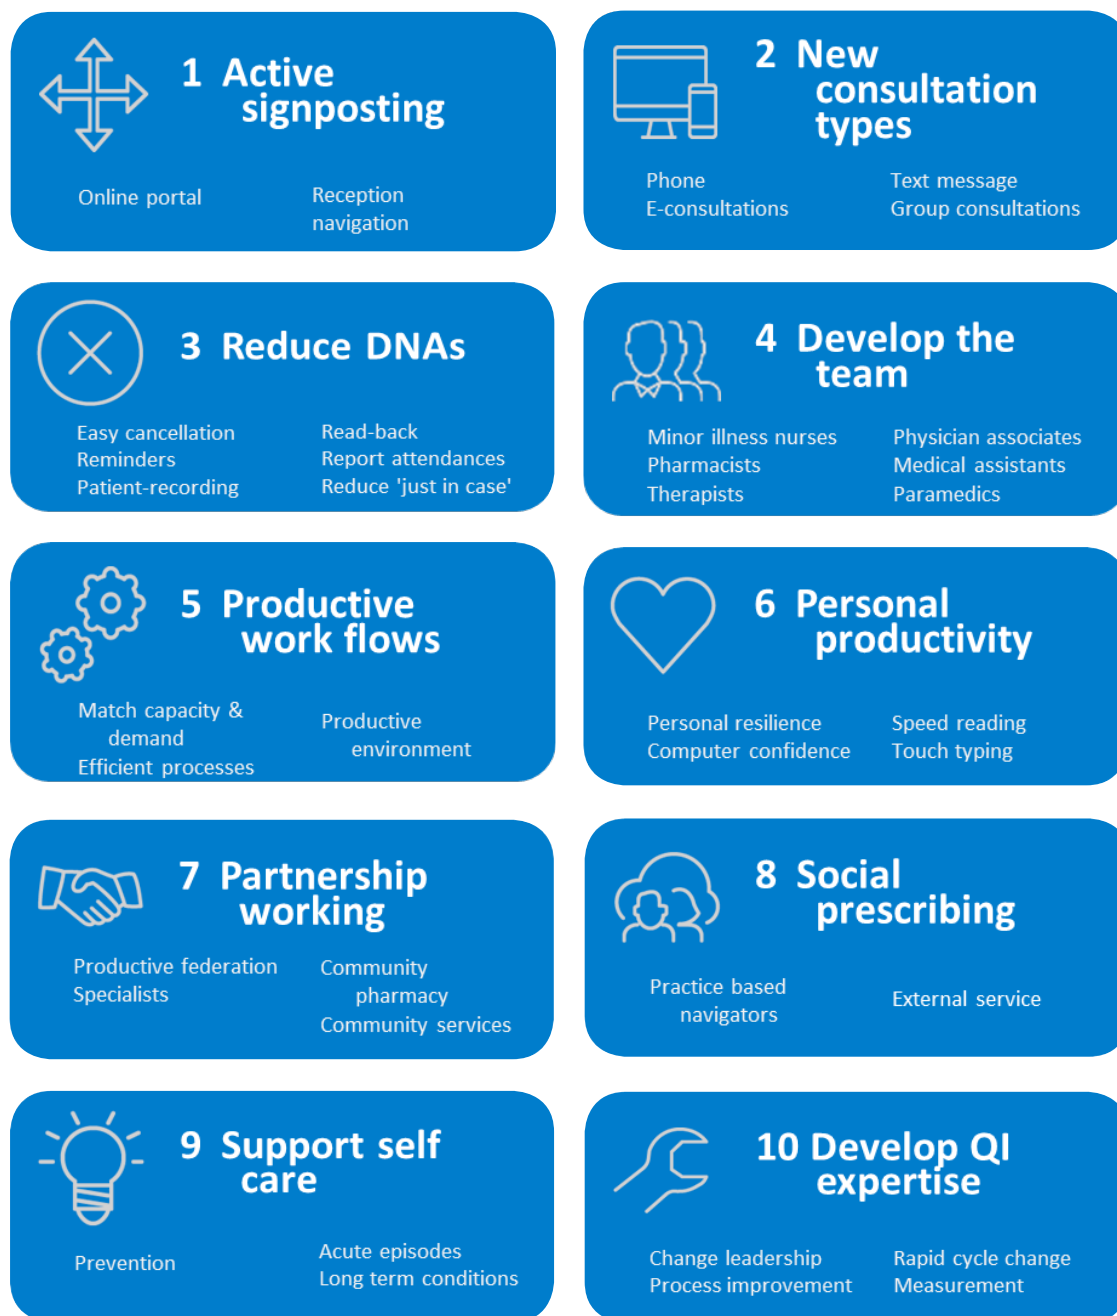 1 Active
signposting
Online portal
Reception
navigation
2 New
consultation
types
Phone
E-consultations
Text message
Group consultations
3 Reduce DNAs
Easy cancellation
Reminders
Patient-recording
Read-back
Report attendances
Reduce 'just in case'
4 Develop the
team
Minor illness nurses
Pharmacists
Therapists
Physician associates
Medical assistants
Paramedics
5 Productive
work flows
Match capacity &
demand
Efficient processes
Productive
environment
6 Personal
productivity
Personal resilience
Computer confidence
Speed reading
Touch typing
7 Partnership
working
Productive federation
Specialists
Community
pharmacy
Community services
8 Social
prescribing
Practice based
navigators
External service
9 Support self
care
Prevention
Acute episodes
Long term conditions
10 Develop QI
expertise
Change leadership
Process improvement
Rapid cycle change
Measurement